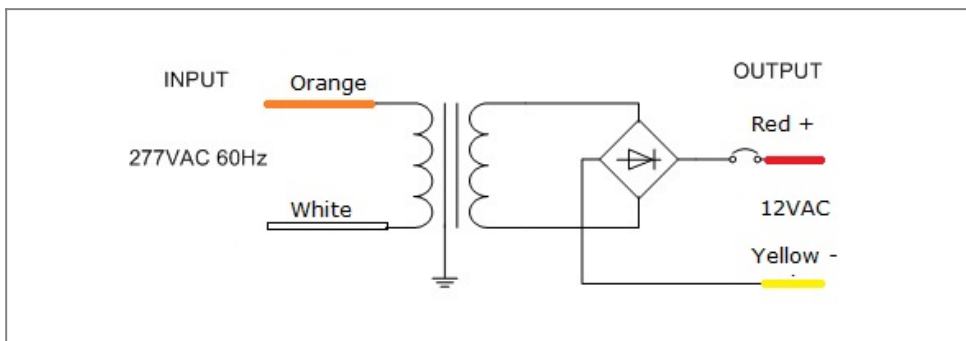 INPUT
Orange
277VAC 60Hz
White
OUTPUT
Red +
12VAC
Yellow -